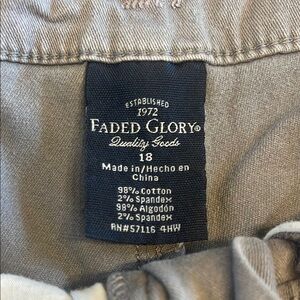 ESTABLISHED
1972
FADED GLORY®
Quality Goods
18
Made in/Hecho en
China
98% Cotton
2% Spandex
98% Algodón
2% Spandex
RN#57116 4HW